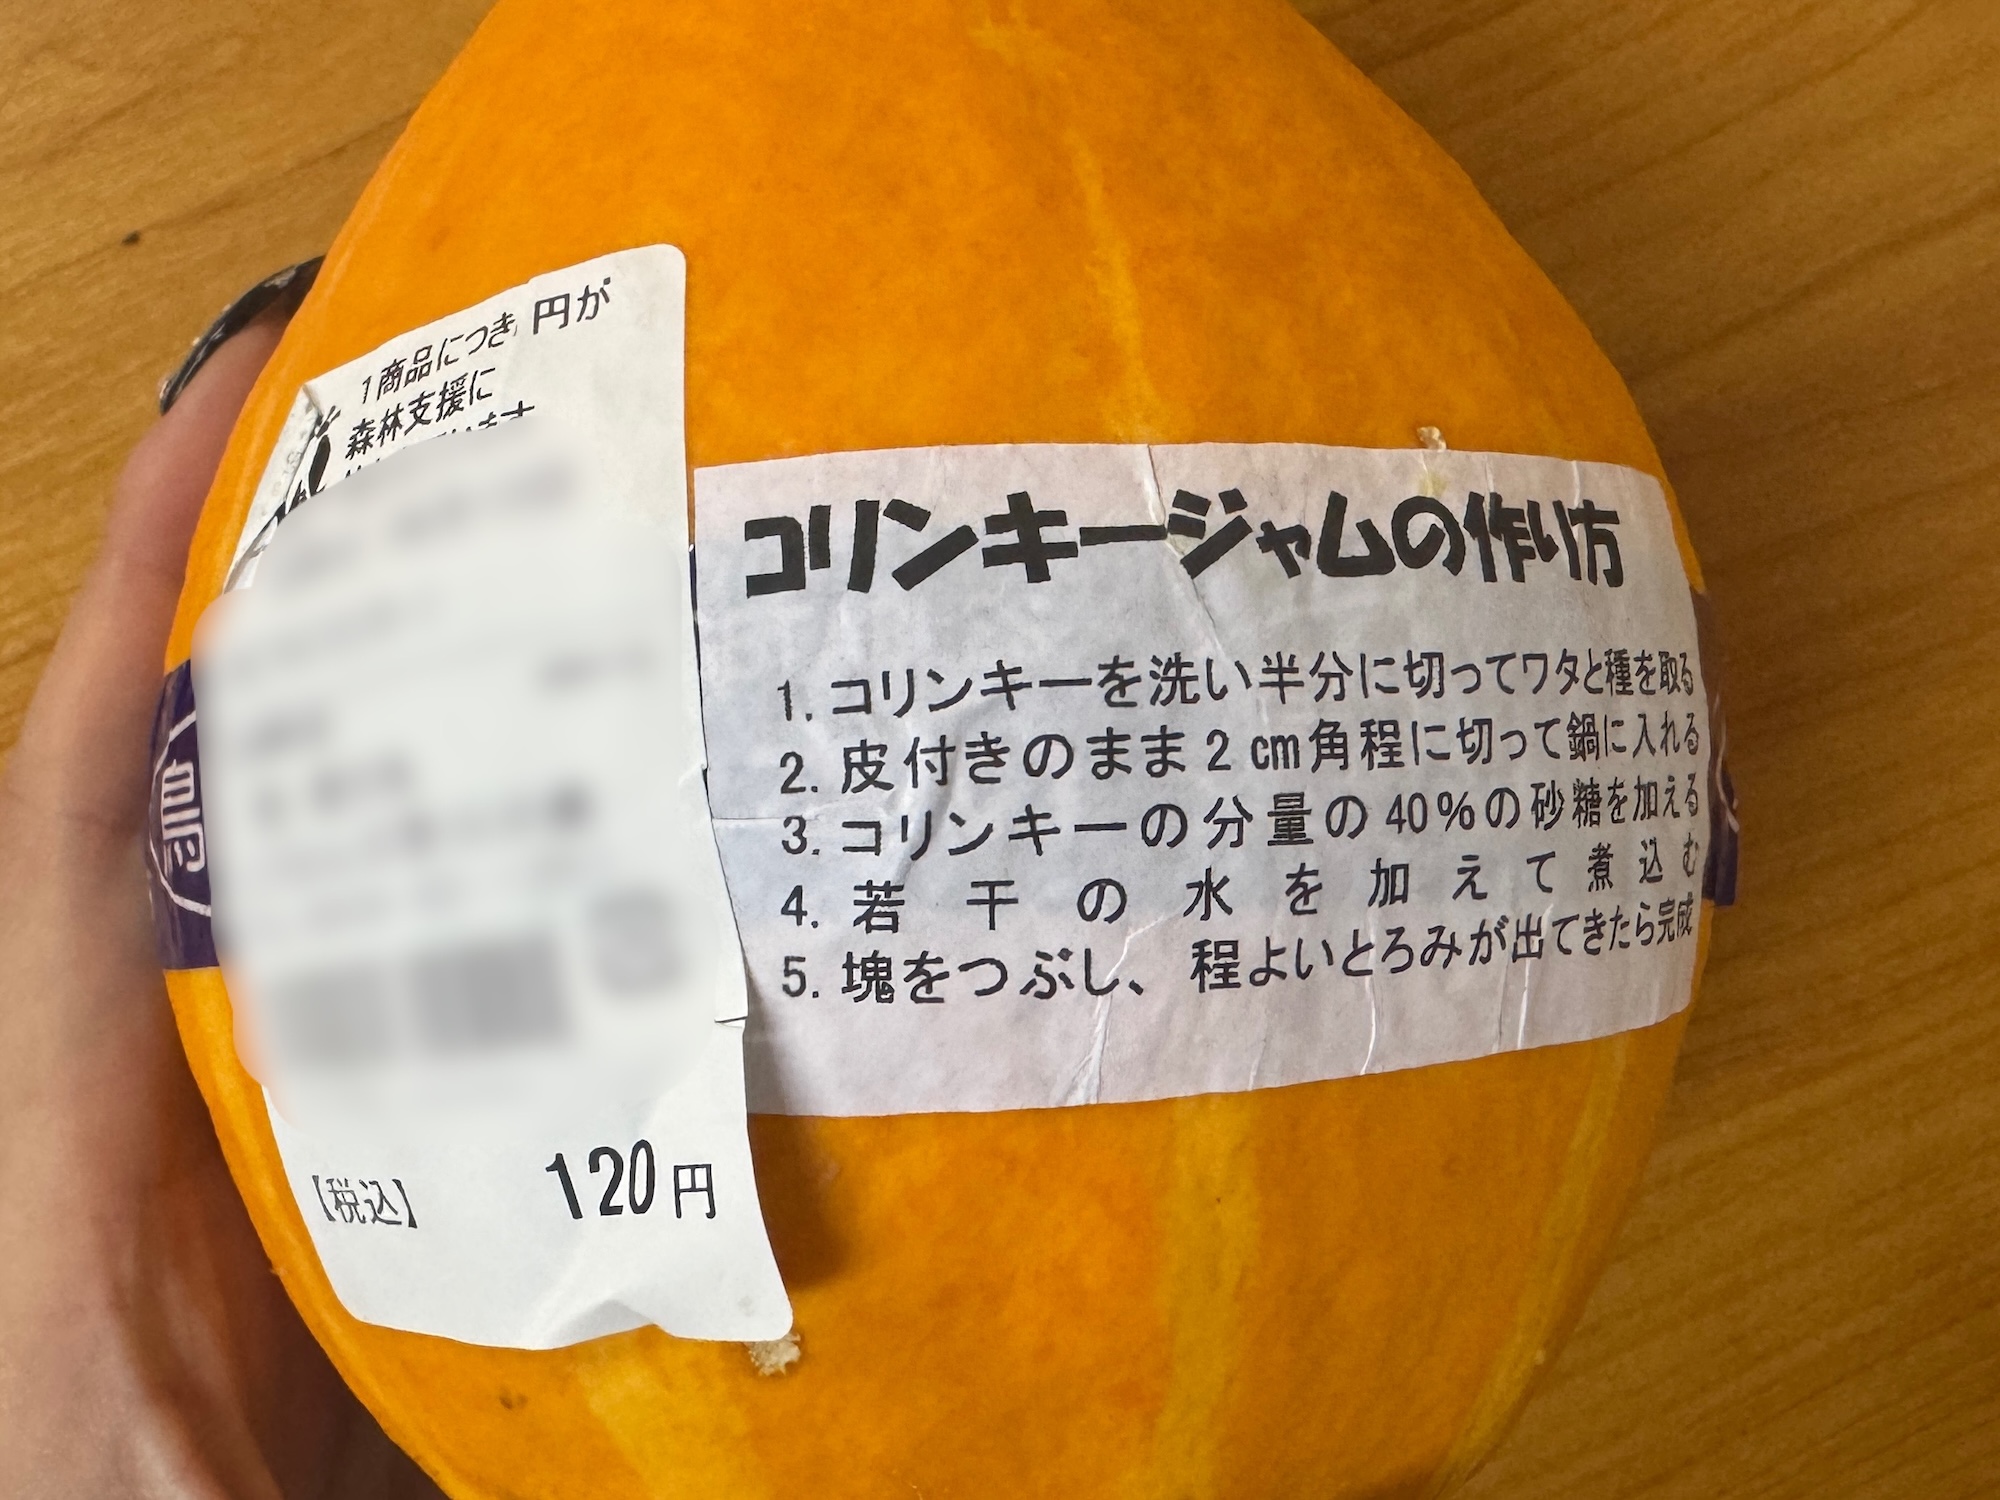 1商品につき 円が
森林支援に
コリンキージャムの作り方
1. コリンキーを洗い半分に切ってワタと種を取る
2. 皮付きのまま2㎝角程に切って鍋に入れる
3. コリンキーの分量の40%の砂糖を加える
4. 若干の水を加えて煮込む
5. 塊をつぶし、程よいとろみが出てきたら完成
【税込】 120円